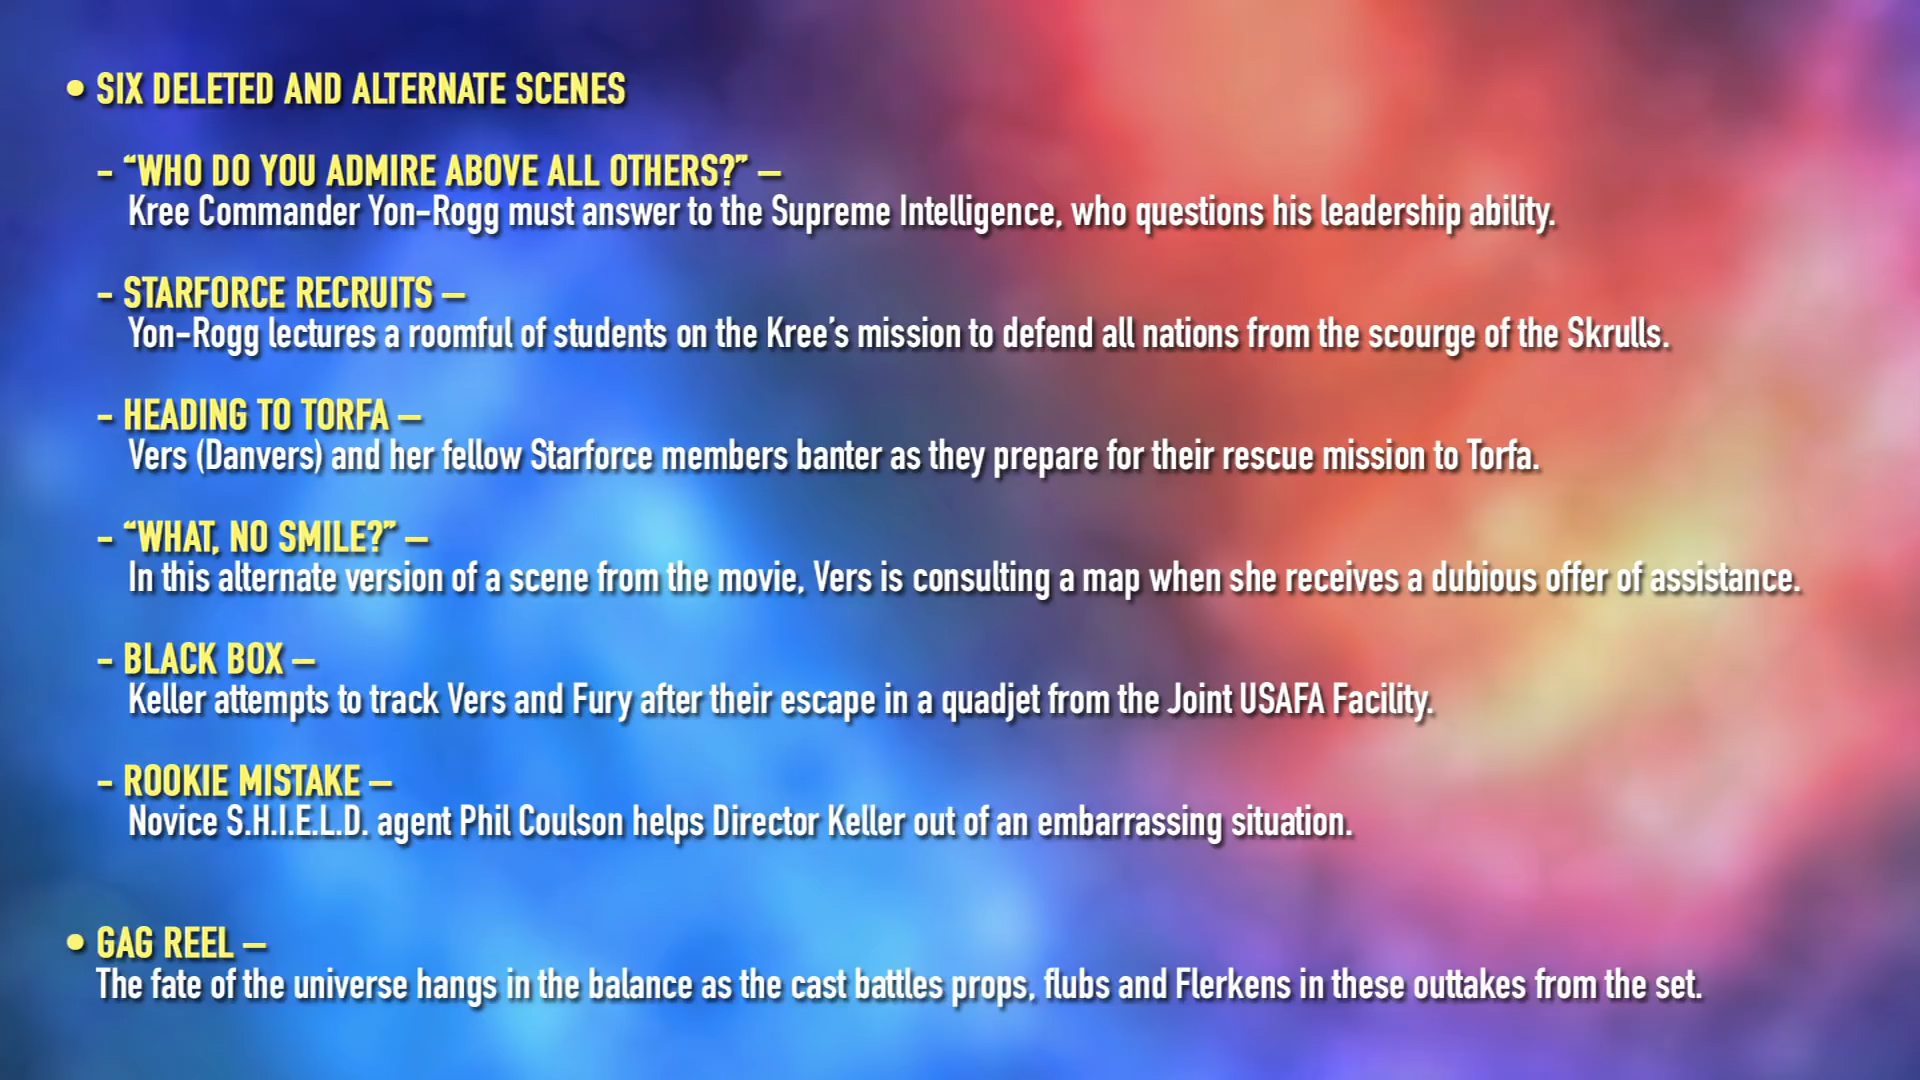 • SIX DELETED AND ALTERNATE SCENES
- “WHO DO YOU ADMIRE ABOVE ALL OTHERS?” –
Kree Commander Yon-Rogg must answer to the Supreme Intelligence, who questions his leadership ability.
- STARFORCE RECRUITS –
Yon-Rogg lectures a roomful of students on the Kree’s mission to defend all nations from the scourge of the Skrulls.
- HEADING TO TORFA –
Vers (Danvers) and her fellow Starforce members banter as they prepare for their rescue mission to Torfa.
- “WHAT, NO SMILE?” –
In this alternate version of a scene from the movie, Vers is consulting a map when she receives a dubious offer of assistance.
- BLACK BOX –
Keller attempts to track Vers and Fury after their escape in a quadjet from the Joint USAFA Facility.
- ROOKIE MISTAKE –
Novice S.H.I.E.L.D. agent Phil Coulson helps Director Keller out of an embarrassing situation.
• GAG REEL –
The fate of the universe hangs in the balance as the cast battles props, flubs and Flerkens in these outtakes from the set.